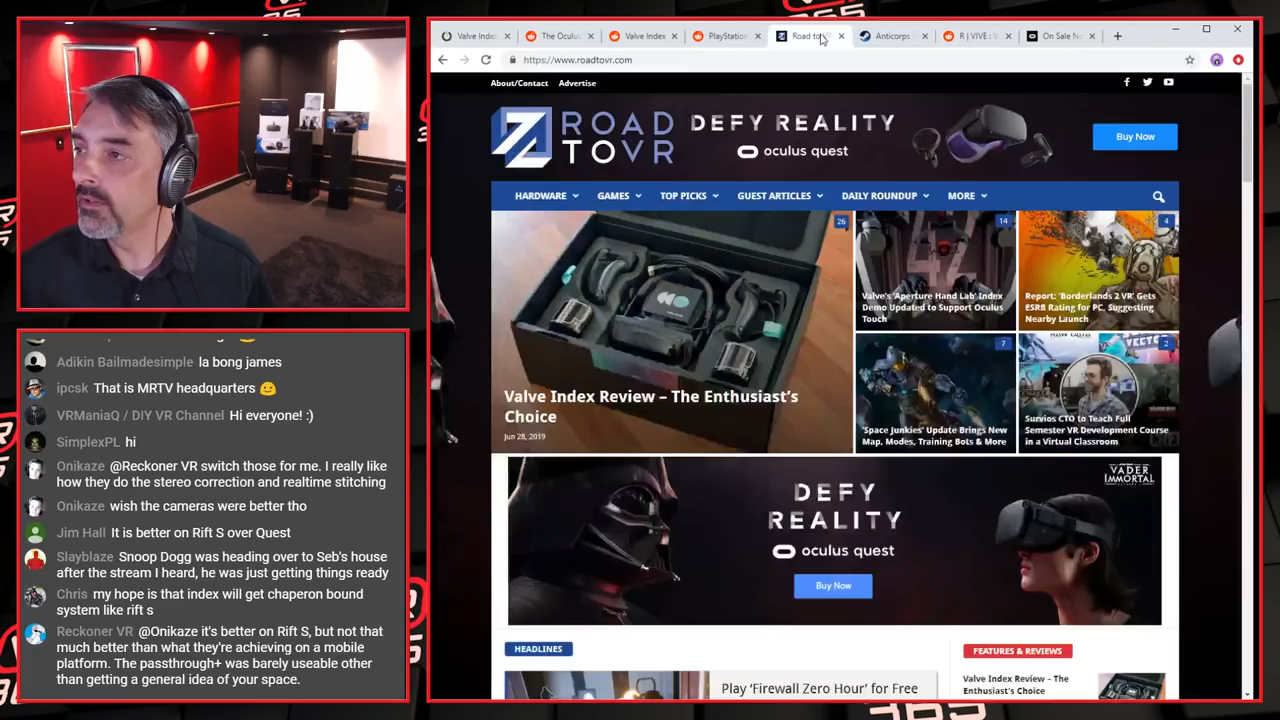 Valve Index
The Oculus
Valve Index
PlayStation
Road to
Anticorps
R | VIVE : V
On Sale No
https://www.roadtovr.com
About/Contact Advertise
ROAD
TOVR
DEFY REALITY
oculus quest
Buy Now
HARDWARE GAMES TOP PICKS GUEST ARTICLES DAILY ROUNDUP MORE
26
Valve Index Review – The Enthusiast's
Choice
Jun 28, 2019
14
Valve's 'Aperture Hand Lab' Index
Demo Updated to Support Oculus
Touch
4
Report: 'Borderlands 2 VR' Gets
ESRB Rating for PC, Suggesting
Nearby Launch
7
'Space Junkies' Update Brings New
Map, Modes, Training Bots & More
2
Survios CTO to Teach Full
Semester VR Development Course
in a Virtual Classroom
DEFY
REALITY
oculus quest
Buy Now
VADER
IMMORTAL
HEADLINES
Play 'Firewall Zero Hour' for Free
FEATURES & REVIEWS
Valve Index Review – The
Enthusiast's Choice
Adikin Bailmadesimple la bong james
ipcsk That is MRTV headquarters
VRManiaQ / DIY VR Channel Hi everyone! :)
SimplexPL hi
Onikaze @Reckoner VR switch those for me. I really like
how they do the stereo correction and realtime stitching
Onikaze wish the cameras were better tho
Jim Hall It is better on Rift S over Quest
Slayblaze Snoop Dogg was heading over to Seb's house
after the stream I heard, he was just getting things ready
Chris my hope is that index will get chaperon bound
system like rift s
Reckoner VR @Onikaze it's better on Rift S, but not that
much better than what they're achieving on a mobile
platform. The passthrough+ was barely useable other
than getting a general idea of your space.